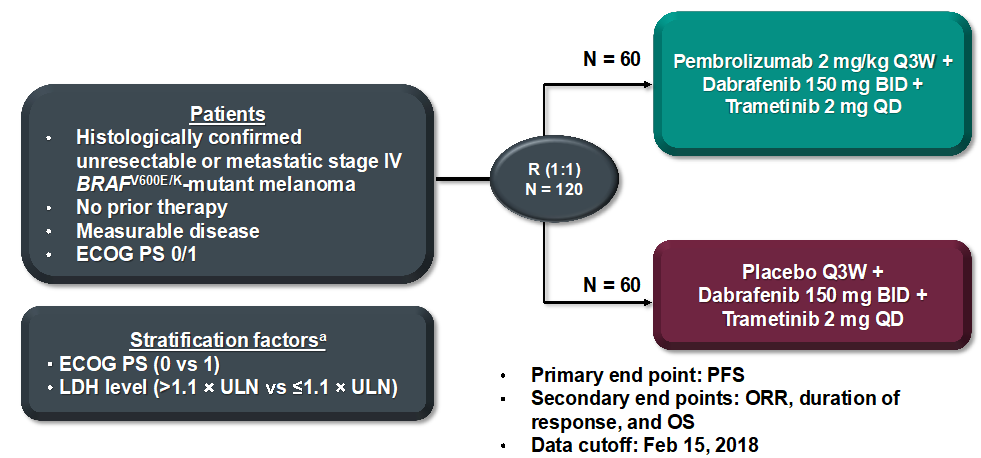 Patients
· Histologically confirmed
unresectable or metastatic stage IV
BRAFV600E/K-mutant melanoma
· No prior therapy
· Measurable disease
· ECOG PS 0/1
Stratification factorsa
· ECOG PS (0 vs 1)
· LDH level (>1.1 × ULN vs ≤1.1 × ULN)
R (1:1)
N = 120
N = 60
Pembrolizumab 2 mg/kg Q3W +
Dabrafenib 150 mg BID +
Trametinib 2 mg QD
N = 60
Placebo Q3W +
Dabrafenib 150 mg BID +
Trametinib 2 mg QD
• Primary end point: PFS
• Secondary end points: ORR, duration of
response, and OS
• Data cutoff: Feb 15, 2018